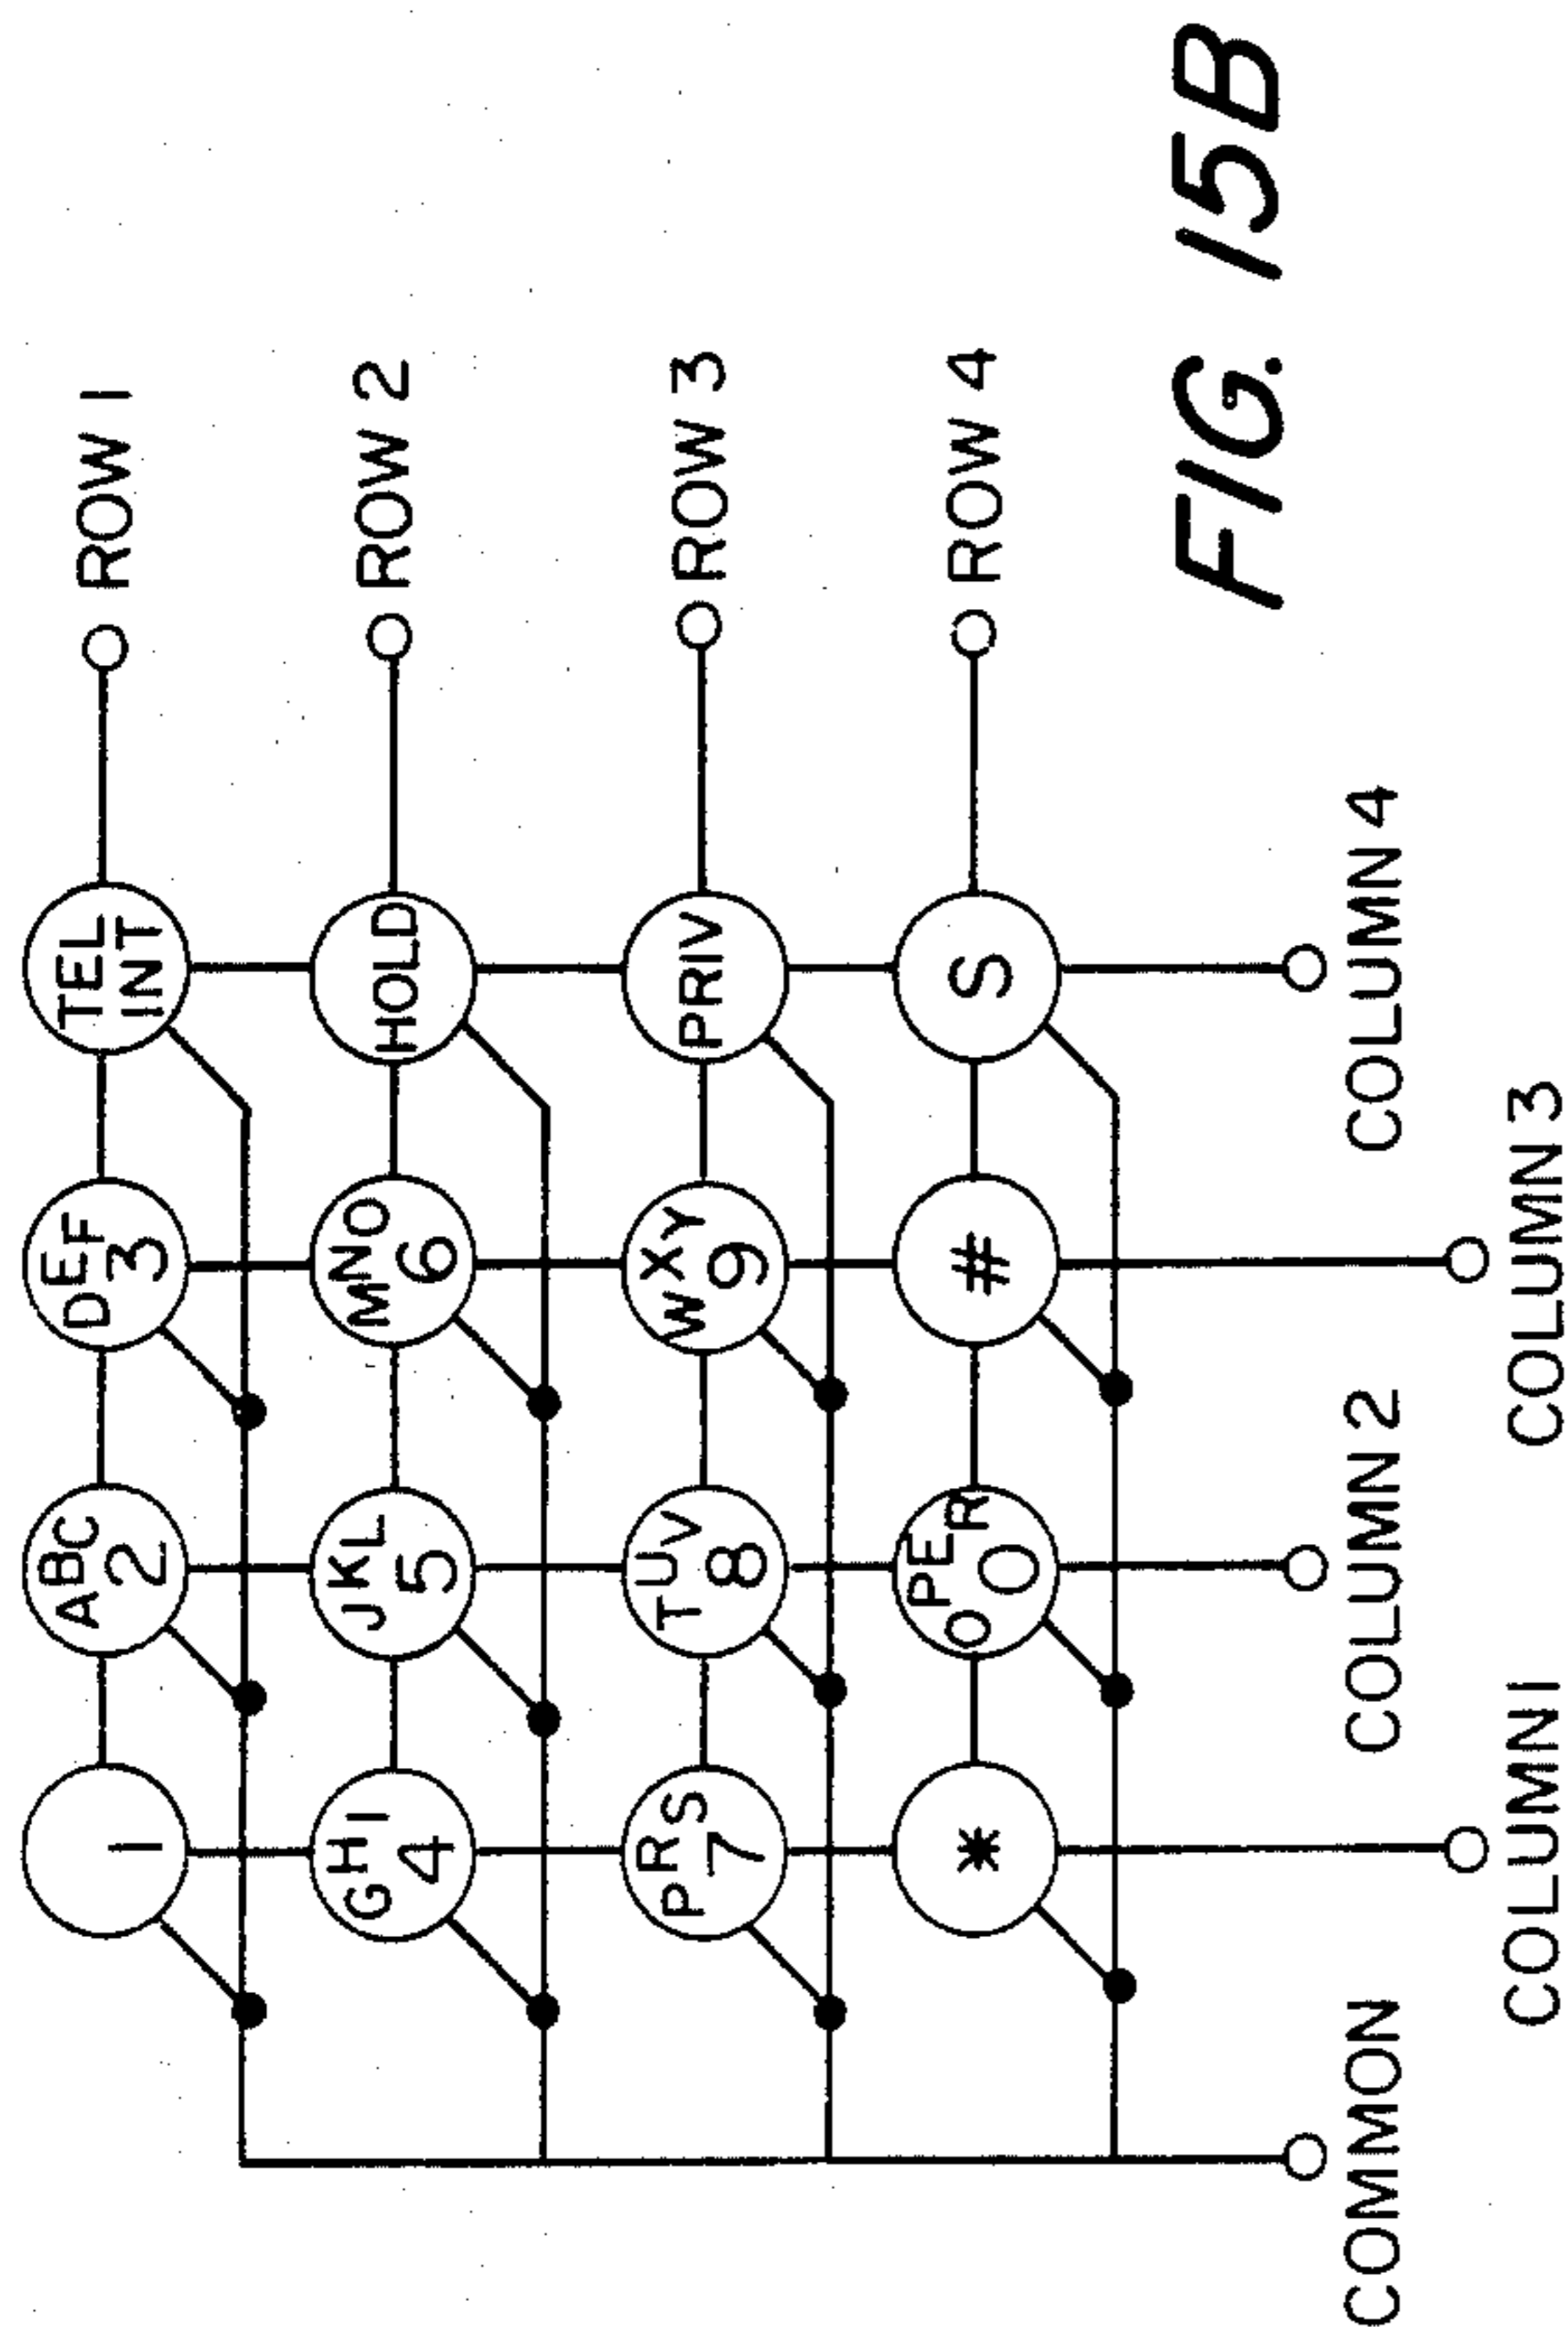 1
ABC
2
DEF
3
TEL
INT
ROW 1
GHI
4
JKL
5
MNO
6
HOLD
ROW 2
PRS
7
TUV
8
WXY
9
PRIV
ROW 3
*
OPER
0
#
S
ROW 4
COMMON
COLUMN 1
COLUMN 2
COLUMN 3
COLUMN 4
FIG. 15B